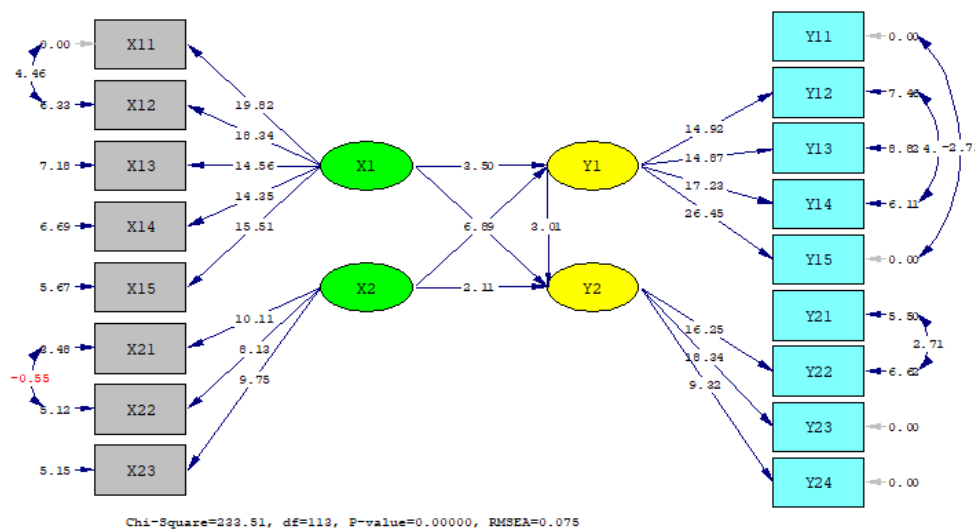 0.00 X11 Y11 0.00
4.46
6.33 X12 19.82 14.92 Y12 7.46
18.34
7.18 X13 14.56 X1 3.50 Y1 14.87 Y13 8.82 4. -2.71
14.35 17.23
6.69 X14 15.51 6.89 3.01 26.45 Y14 6.11
5.67 X15 X2 2.11 Y2 Y15 0.00
10.11 16.25 Y21 5.50
X21 8.13 18.34 2.71
-0.55 9.75 9.32 Y22 6.62
5.12 X22
Y23 0.00
5.15 X23
Y24 0.00
Chi-Square=233.51, df=113, P-value=0.00000, RMSEA=0.075